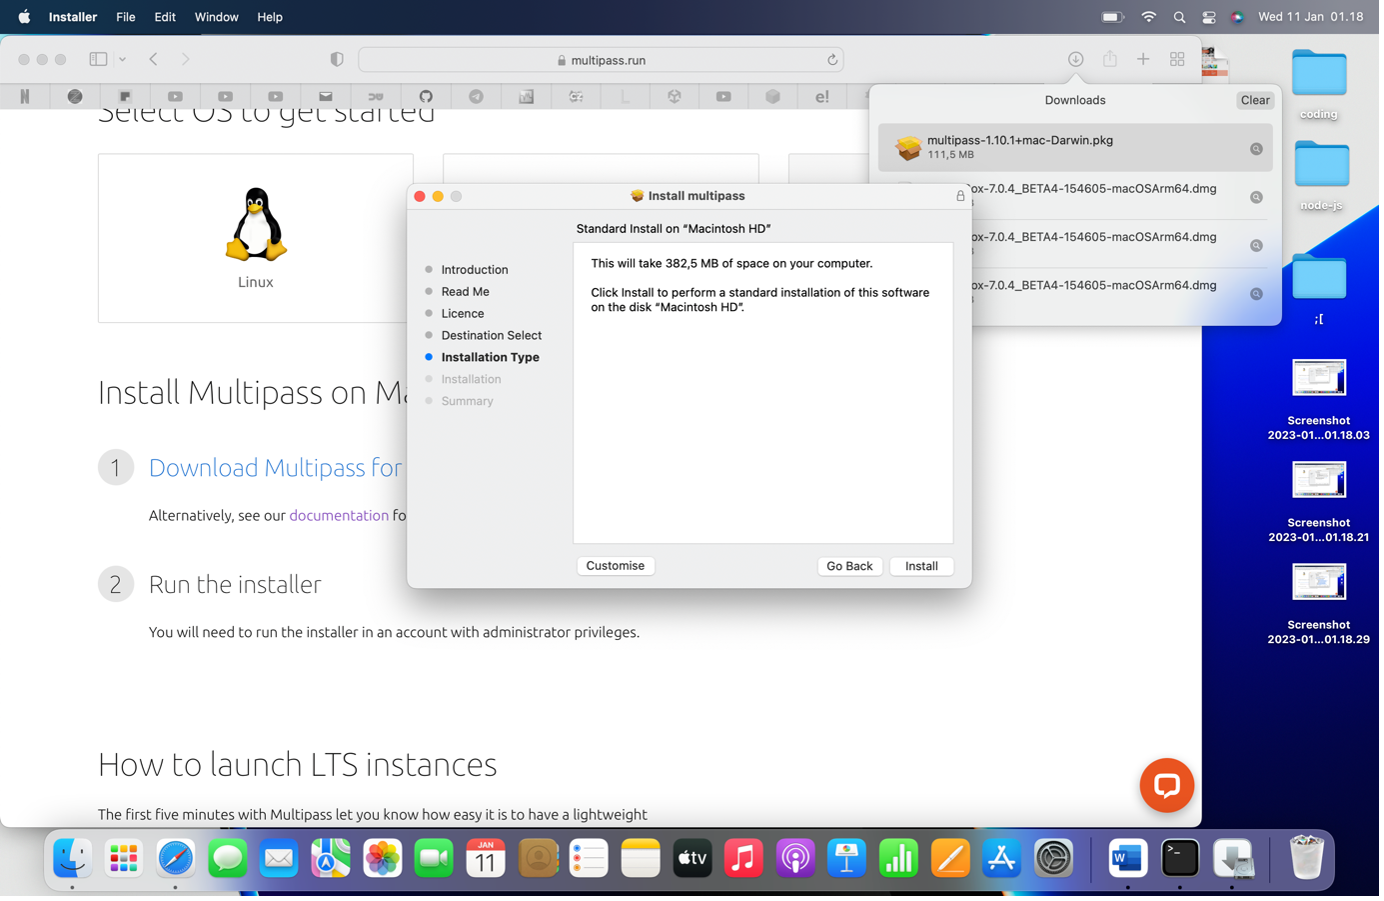 Installer File Edit Window Help
Wed 11 Jan 01.18
multipass.run
Select OS to get started
Downloads
Clear
multipass-1.10.1+mac-Darwin.pkg
111,5 MB
ox-7.0.4_BETA4-154605-macOSArm64.dmg
ox-7.0.4_BETA4-154605-macOSArm64.dmg
ox-7.0.4_BETA4-154605-macOSArm64.dmg
Linux
Install multipass
Standard Install on “Macintosh HD”
Introduction
Read Me
Licence
Destination Select
Installation Type
Installation
Summary
This will take 382,5 MB of space on your computer.
Click Install to perform a standard installation of this software
on the disk “Macintosh HD”.
Customise
Go Back
Install
Install Multipass on Ma
1 Download Multipass for
Alternatively, see our documentation fo
2 Run the installer
You will need to run the installer in an account with administrator privileges.
How to launch LTS instances
The first five minutes with Multipass let you know how easy it is to have a lightweight
coding
node-js
;[
Screenshot
2023-01...01.18.03
Screenshot
2023-01...01.18.21
Screenshot
2023-01...01.18.29
JAN
11
tv
W
>_